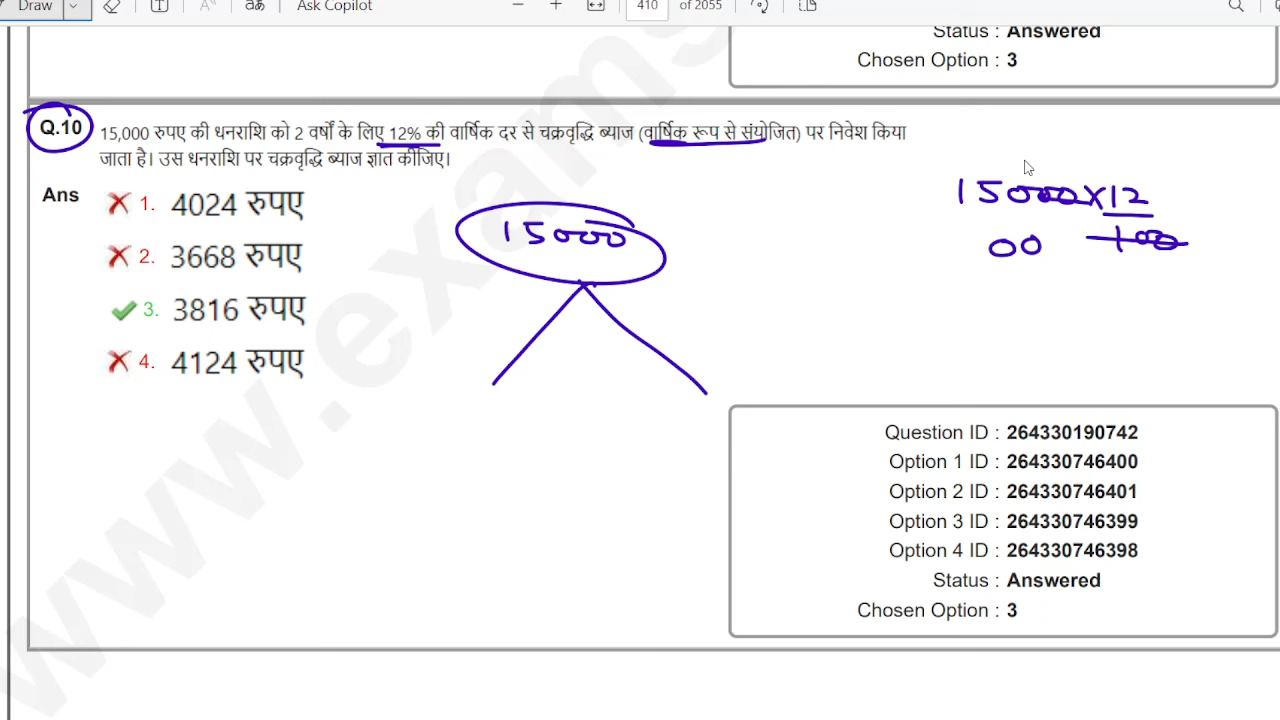 Draw
Ask Copilot
410 of 2055
Status : Answered
Chosen Option : 3
Q.10
15,000 रुपए की धनराशि को 2 वर्षों के लिए 12% की वार्षिक दर से चक्रवृद्धि ब्याज (वार्षिक रूप से संयोजित) पर निवेश किया
जाता है। उस धनराशि पर चक्रवृद्धि ब्याज ज्ञात कीजिए।
Ans
1. 4024 रुपए
2. 3668 रुपए
3. 3816 रुपए
4. 4124 रुपए
15000
15000×12
00 100
Question ID : 264330190742
Option 1 ID : 264330746400
Option 2 ID : 264330746401
Option 3 ID : 264330746399
Option 4 ID : 264330746398
Status : Answered
Chosen Option : 3
www.exams